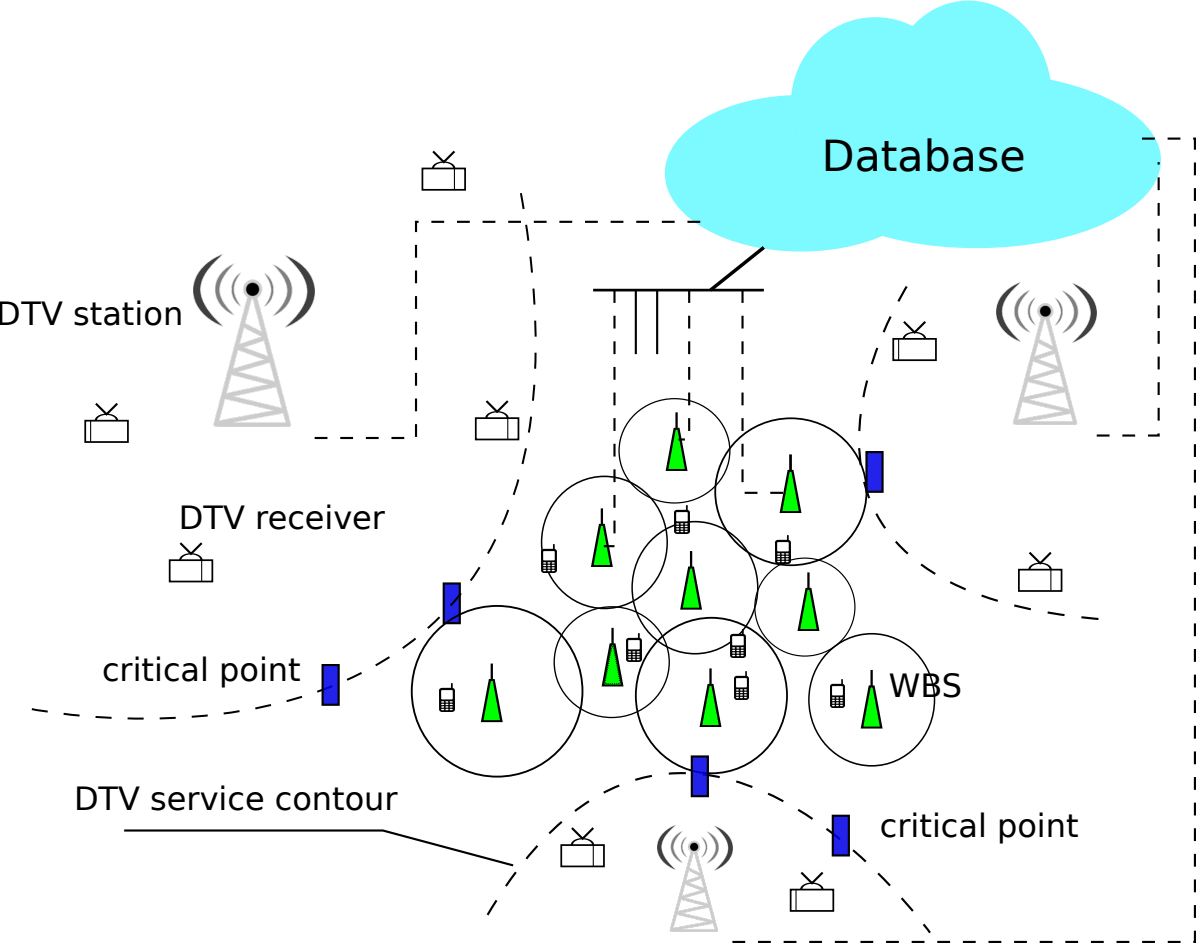 Database
DTV station
DTV receiver
critical point
WBS
DTV service contour
critical point